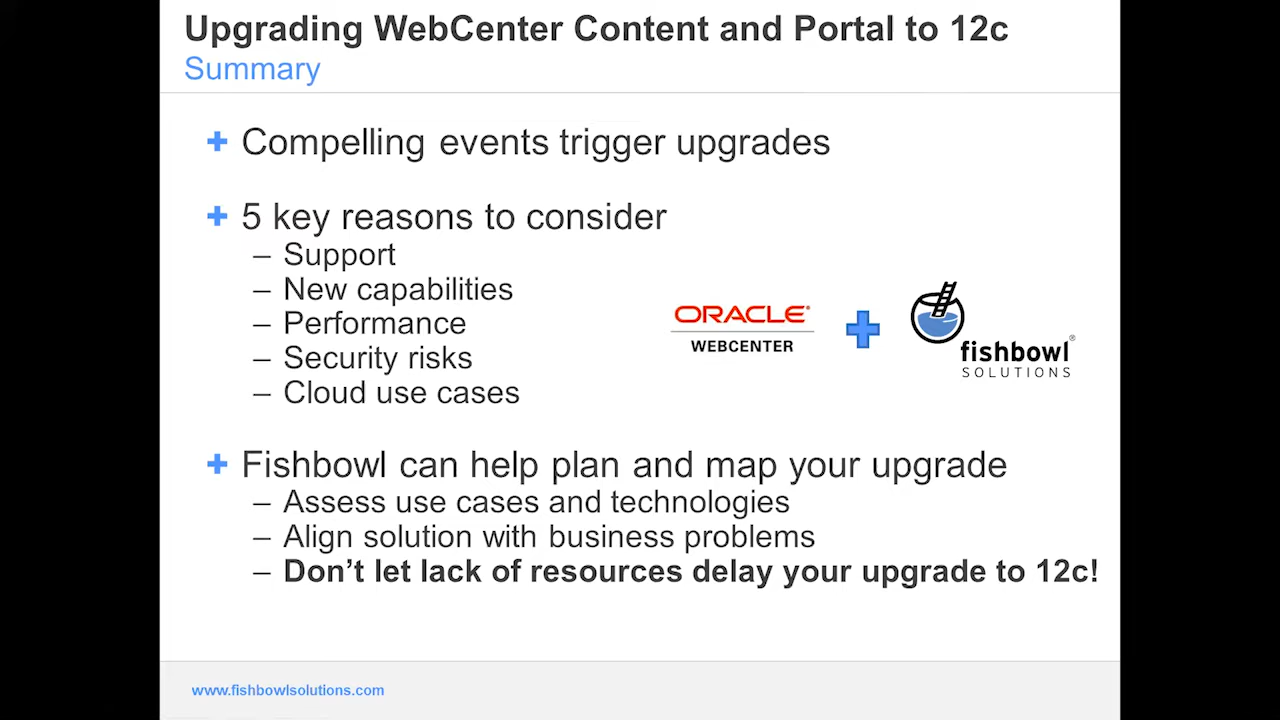 Upgrading WebCenter Content and Portal to 12c
Summary
Compelling events trigger upgrades
5 key reasons to consider
– Support
– New capabilities
– Performance
– Security risks
– Cloud use cases
ORACLE®
WEBCENTER
fishbowl®
SOLUTIONS
Fishbowl can help plan and map your upgrade
– Assess use cases and technologies
– Align solution with business problems
– Don’t let lack of resources delay your upgrade to 12c!
www.fishbowlsolutions.com